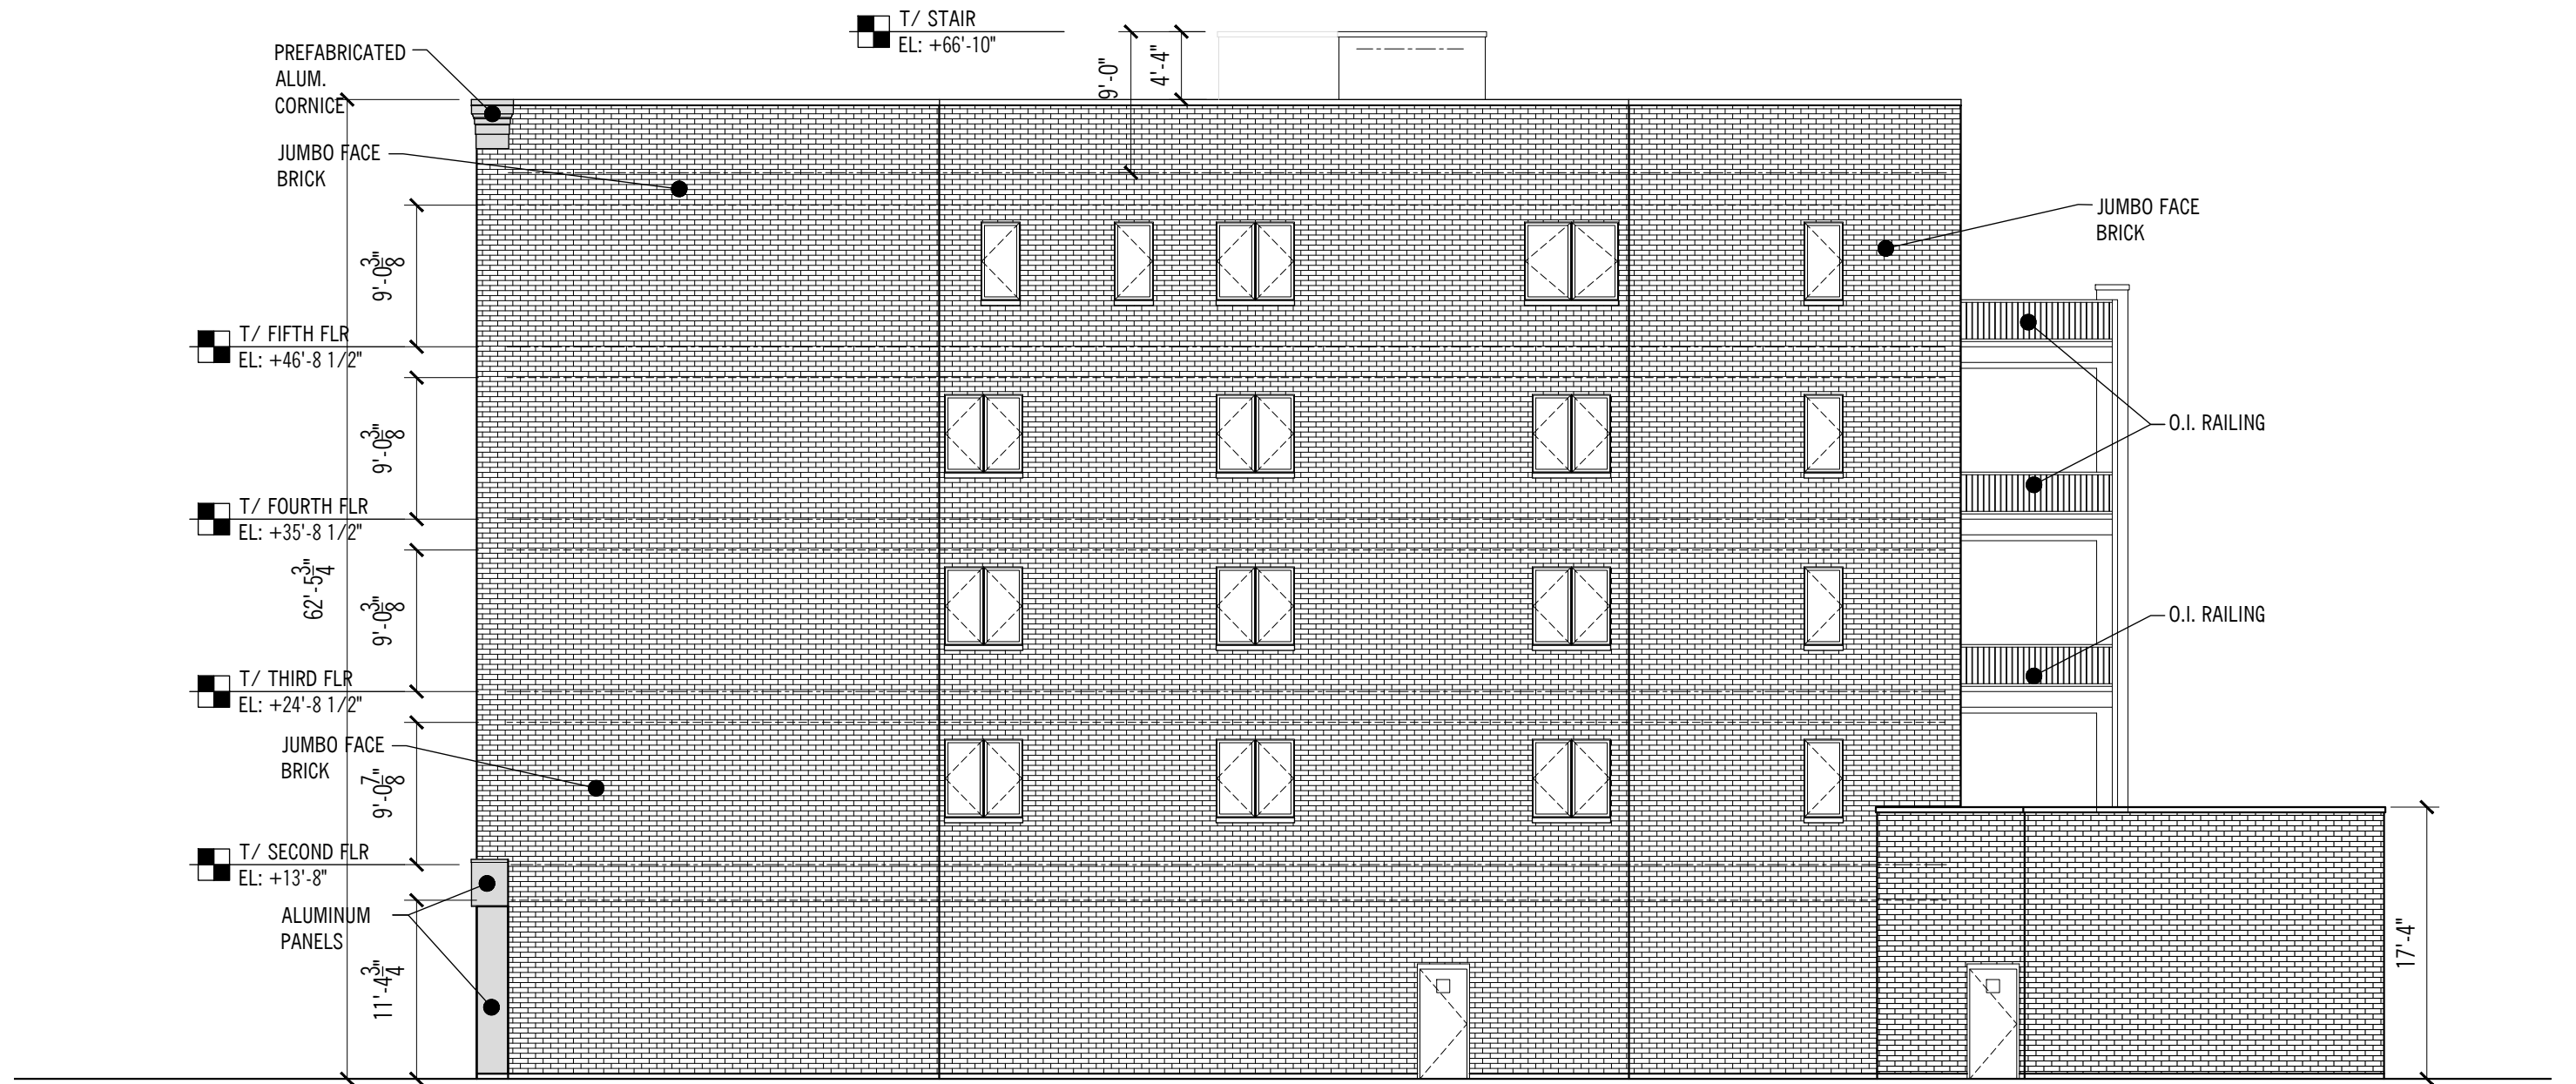 T/ STAIR
EL: +66'-10"
PREFABRICATED
ALUM.
CORNICE
9'-0"
4'-4"
JUMBO FACE
BRICK
JUMBO FACE
BRICK
9'-0 3/8"
T/ FIFTH FLR
EL: +46'-8 1/2"
9'-0 3/8"
O.I. RAILING
T/ FOURTH FLR
EL: +35'-8 1/2"
62'-5 3/4"
9'-0 3/8"
O.I. RAILING
T/ THIRD FLR
EL: +24'-8 1/2"
JUMBO FACE
BRICK
9'-0 7/8"
T/ SECOND FLR
EL: +13'-8"
ALUMINUM
PANELS
11'-4 3/4"
17'-4"